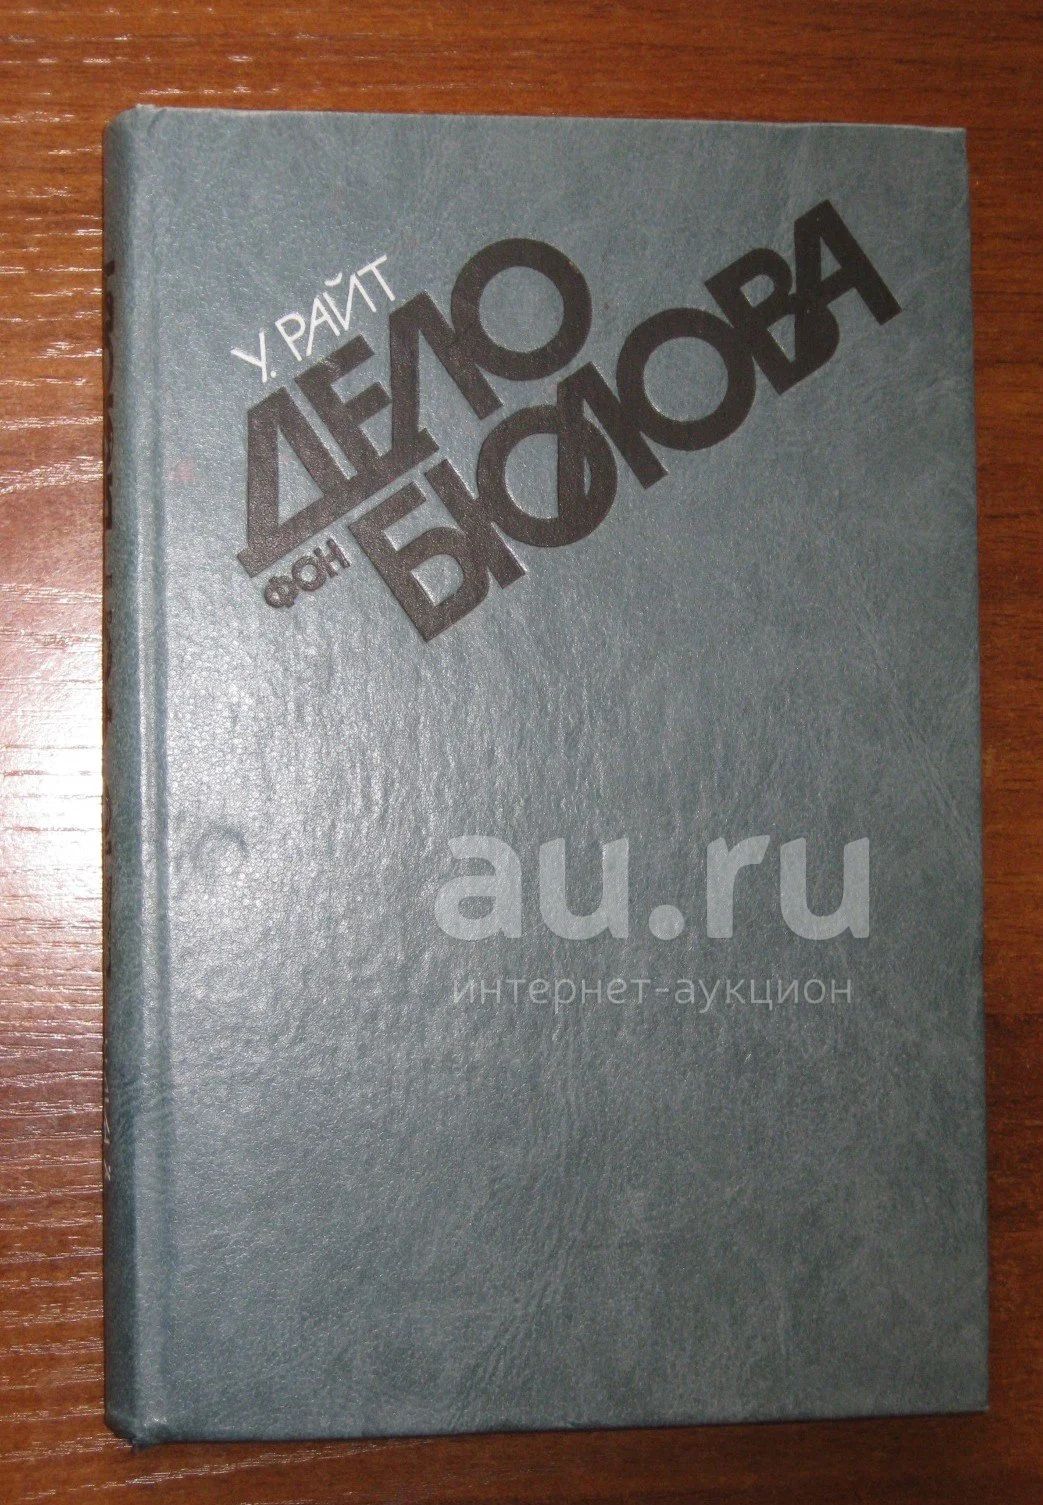 У. РАЙТ
ДЕЛО
ФОН
БЮЛОВА
au.ru
интернет-аукцион